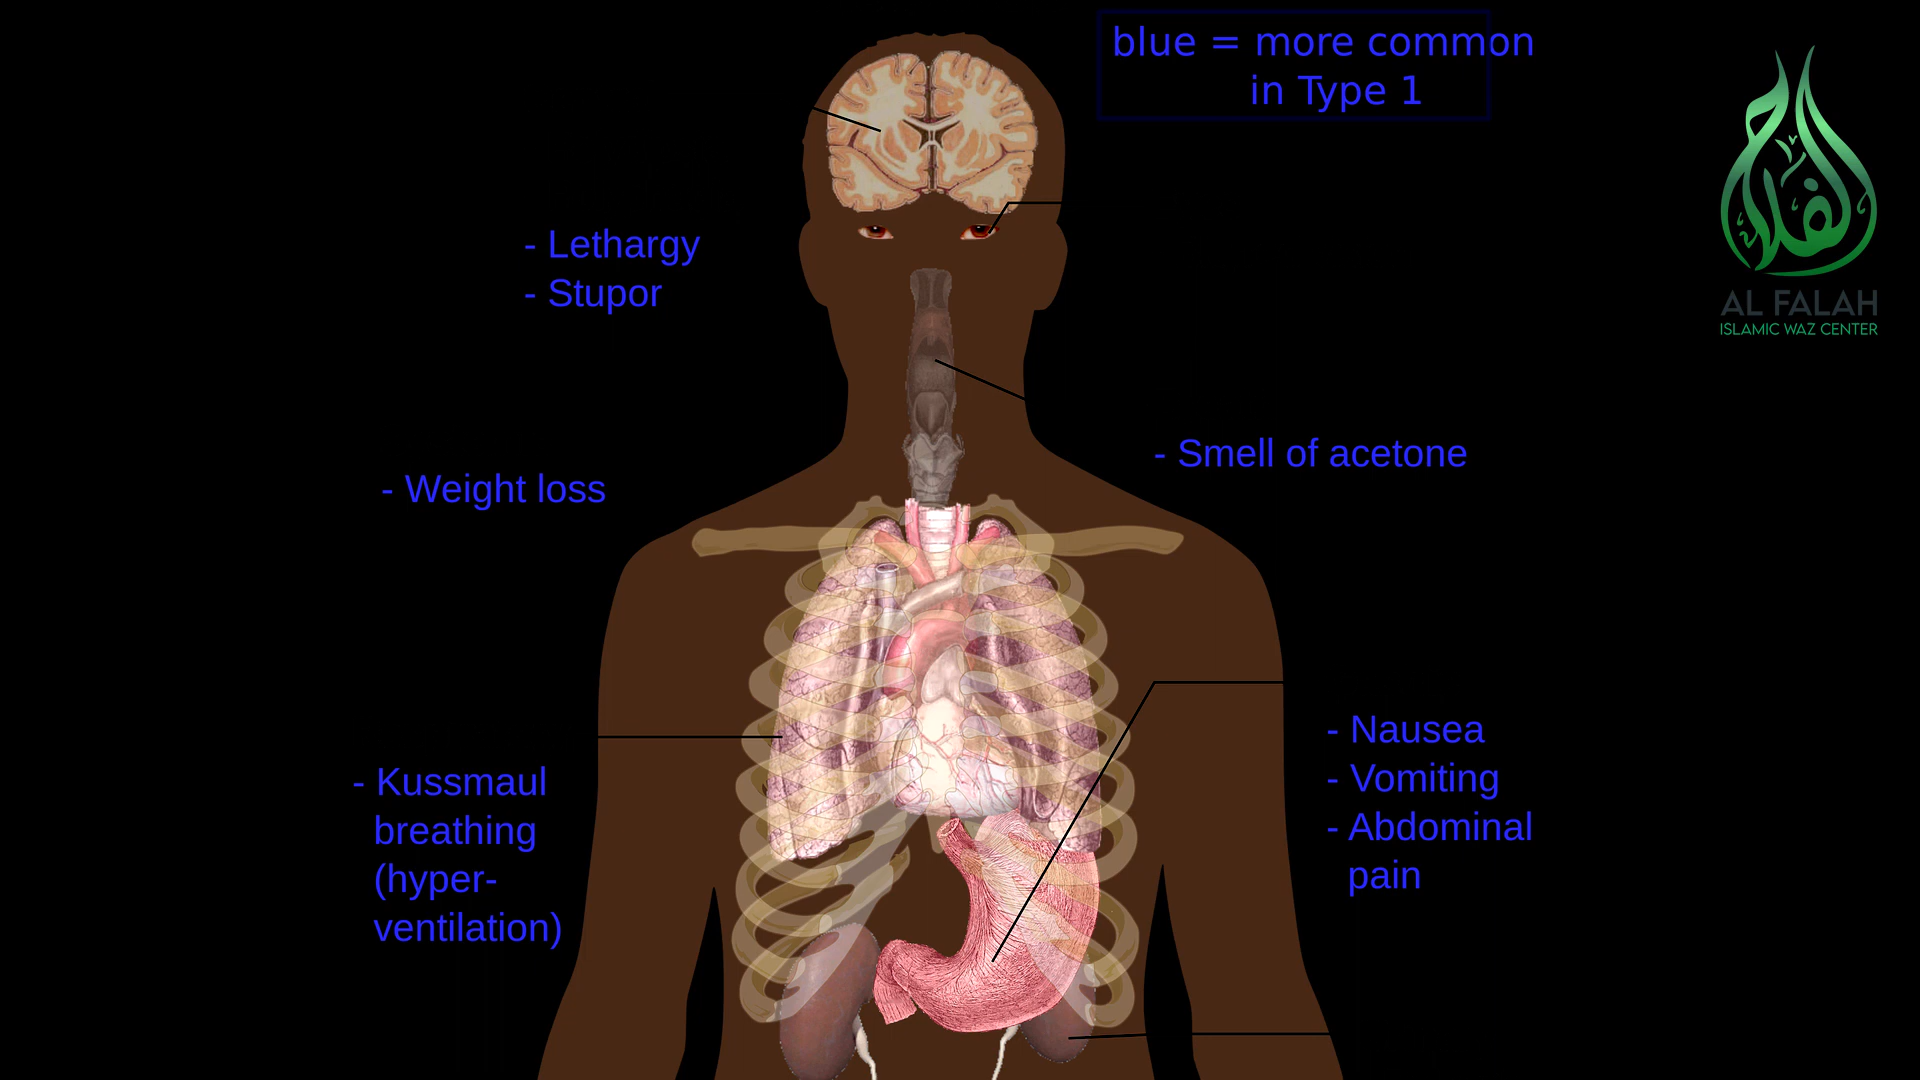 blue = more common
in Type 1
- Lethargy
- Stupor
- Smell of acetone
- Weight loss
- Nausea
- Vomiting
- Abdominal
pain
- Kussmaul
breathing
(hyper-
ventilation)
الفلاح
AL FALAH
ISLAMIC WAZ CENTER